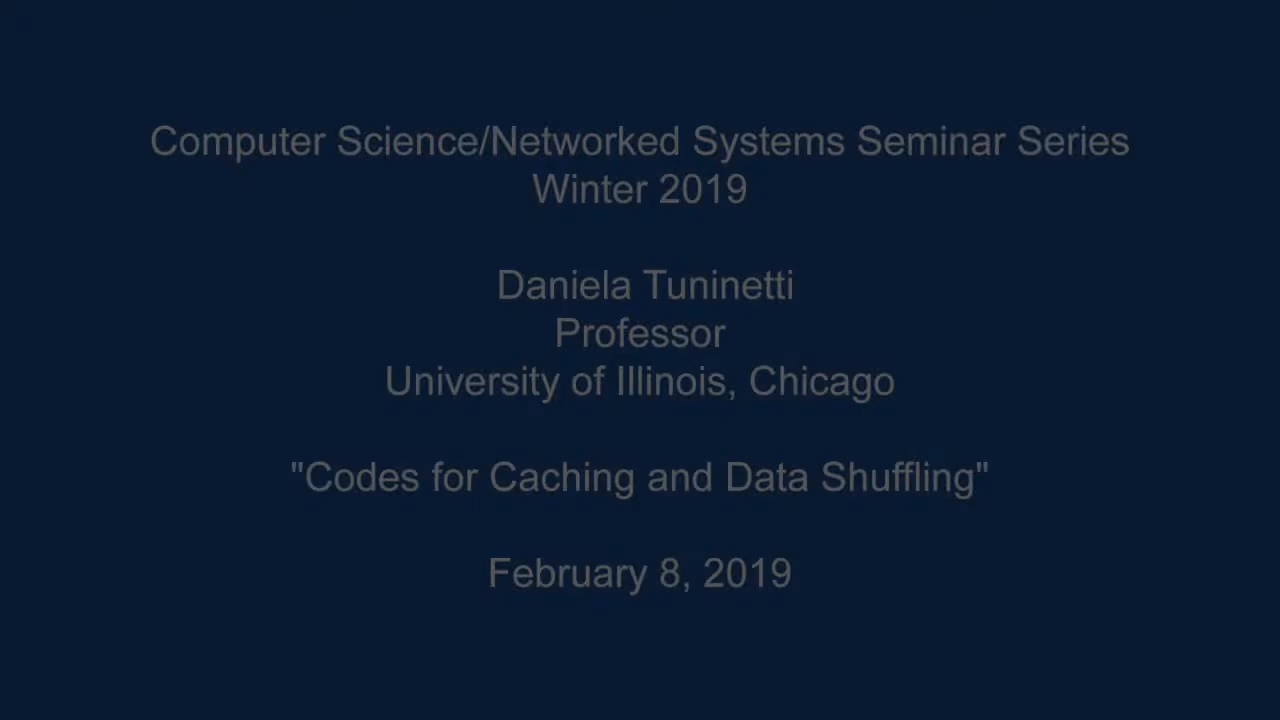 Computer Science/Networked Systems Seminar Series
Winter 2019
Daniela Tuninetti
Professor
University of Illinois, Chicago
"Codes for Caching and Data Shuffling"
February 8, 2019